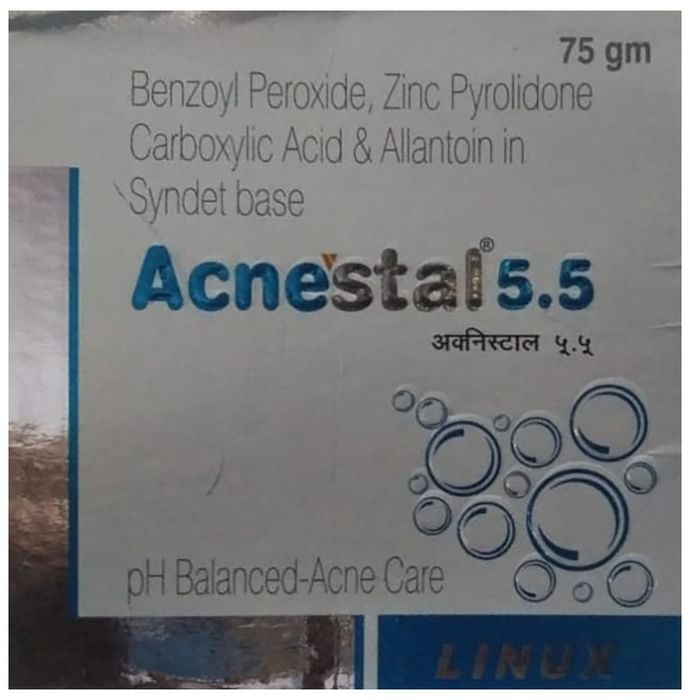 75 gm
Benzoyl Peroxide, Zinc Pyrolidone
Carboxylic Acid & Allantoin in
Syndet base
Acnestal® 5.5
अक्निस्टाल ५.५
pH Balanced-Acne Care
LINUX